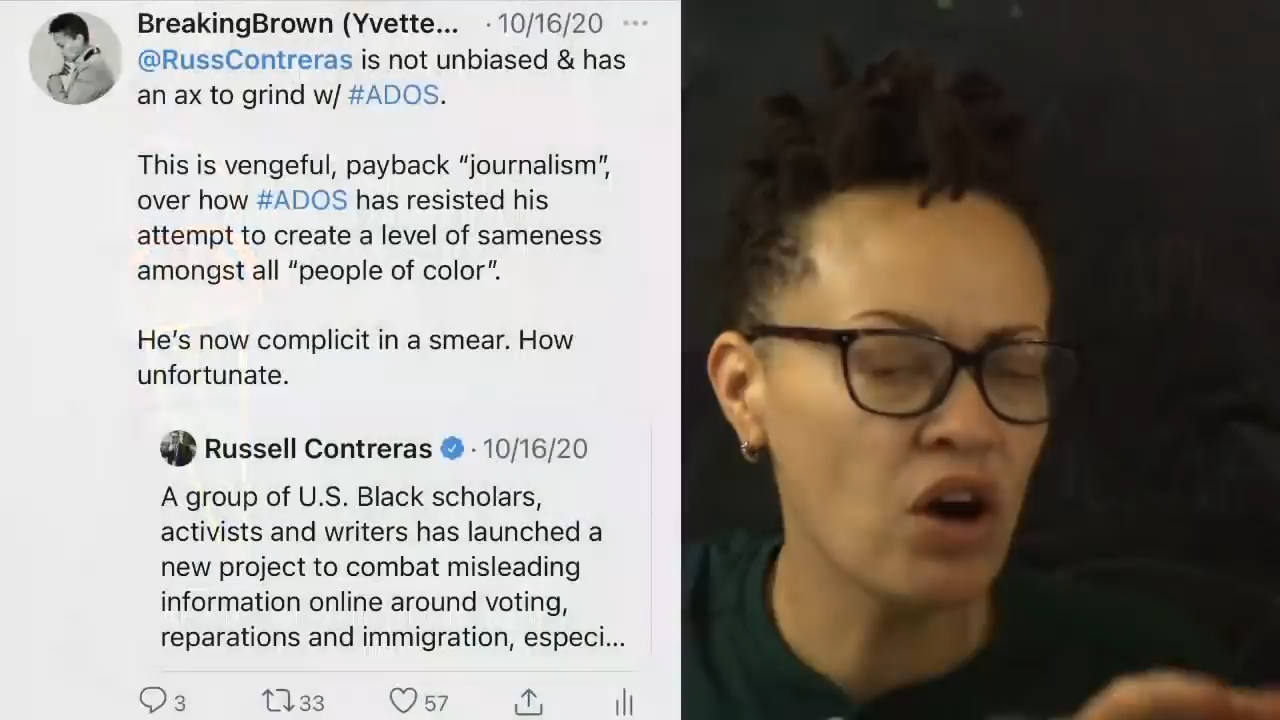 BreakingBrown (Yvette... · 10/16/20 ...
@RussContreras is not unbiased & has
an ax to grind w/ #ADOS.
This is vengeful, payback “journalism”,
over how #ADOS has resisted his
attempt to create a level of sameness
amongst all “people of color”.
He’s now complicit in a smear. How
unfortunate.
Russell Contreras · 10/16/20
A group of U.S. Black scholars,
activists and writers has launched a
new project to combat misleading
information online around voting,
reparations and immigration, especi...
3 33 57